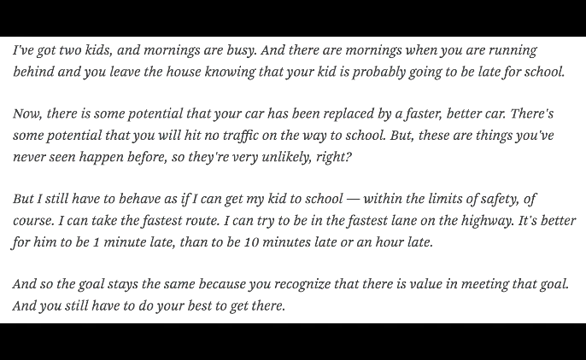 I've got two kids, and mornings are busy. And there are mornings when you are running
behind and you leave the house knowing that your kid is probably going to be late for school.
Now, there is some potential that your car has been replaced by a faster, better car. There's
some potential that you will hit no traffic on the way to school. But, these are things you've
never seen happen before, so they're very unlikely, right?
But I still have to behave as if I can get my kid to school — within the limits of safety, of
course. I can take the fastest route. I can try to be in the fastest lane on the highway. It's better
for him to be 1 minute late, than to be 10 minutes late or an hour late.
And so the goal stays the same because you recognize that there is value in meeting that goal.
And you still have to do your best to get there.